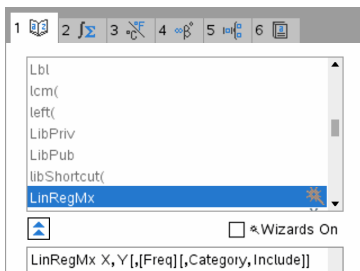 1 2 ∫Σ 3 °C°F 4 ∞β° 5 6
Lbl
lcm(
left(
LibPriv
LibPub
libShortcut(
LinRegMx
Wizards On
LinRegMx X,Y[,[Freq][,Category,Include]]